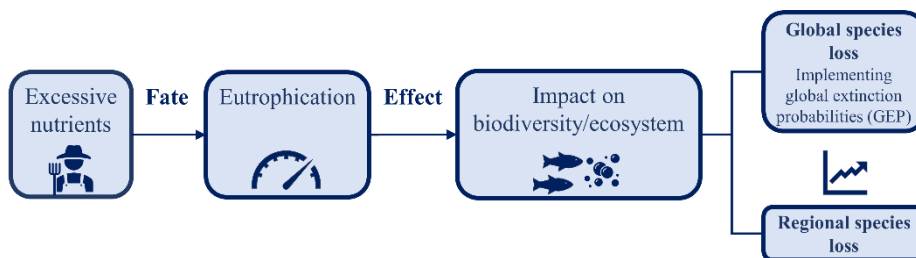 Excessive
nutrients
Fate
Eutrophication
Effect
Impact on
biodiversity/ecosystem
Global species
loss
Implementing
global extinction
probabilities (GEP)
Regional species
loss